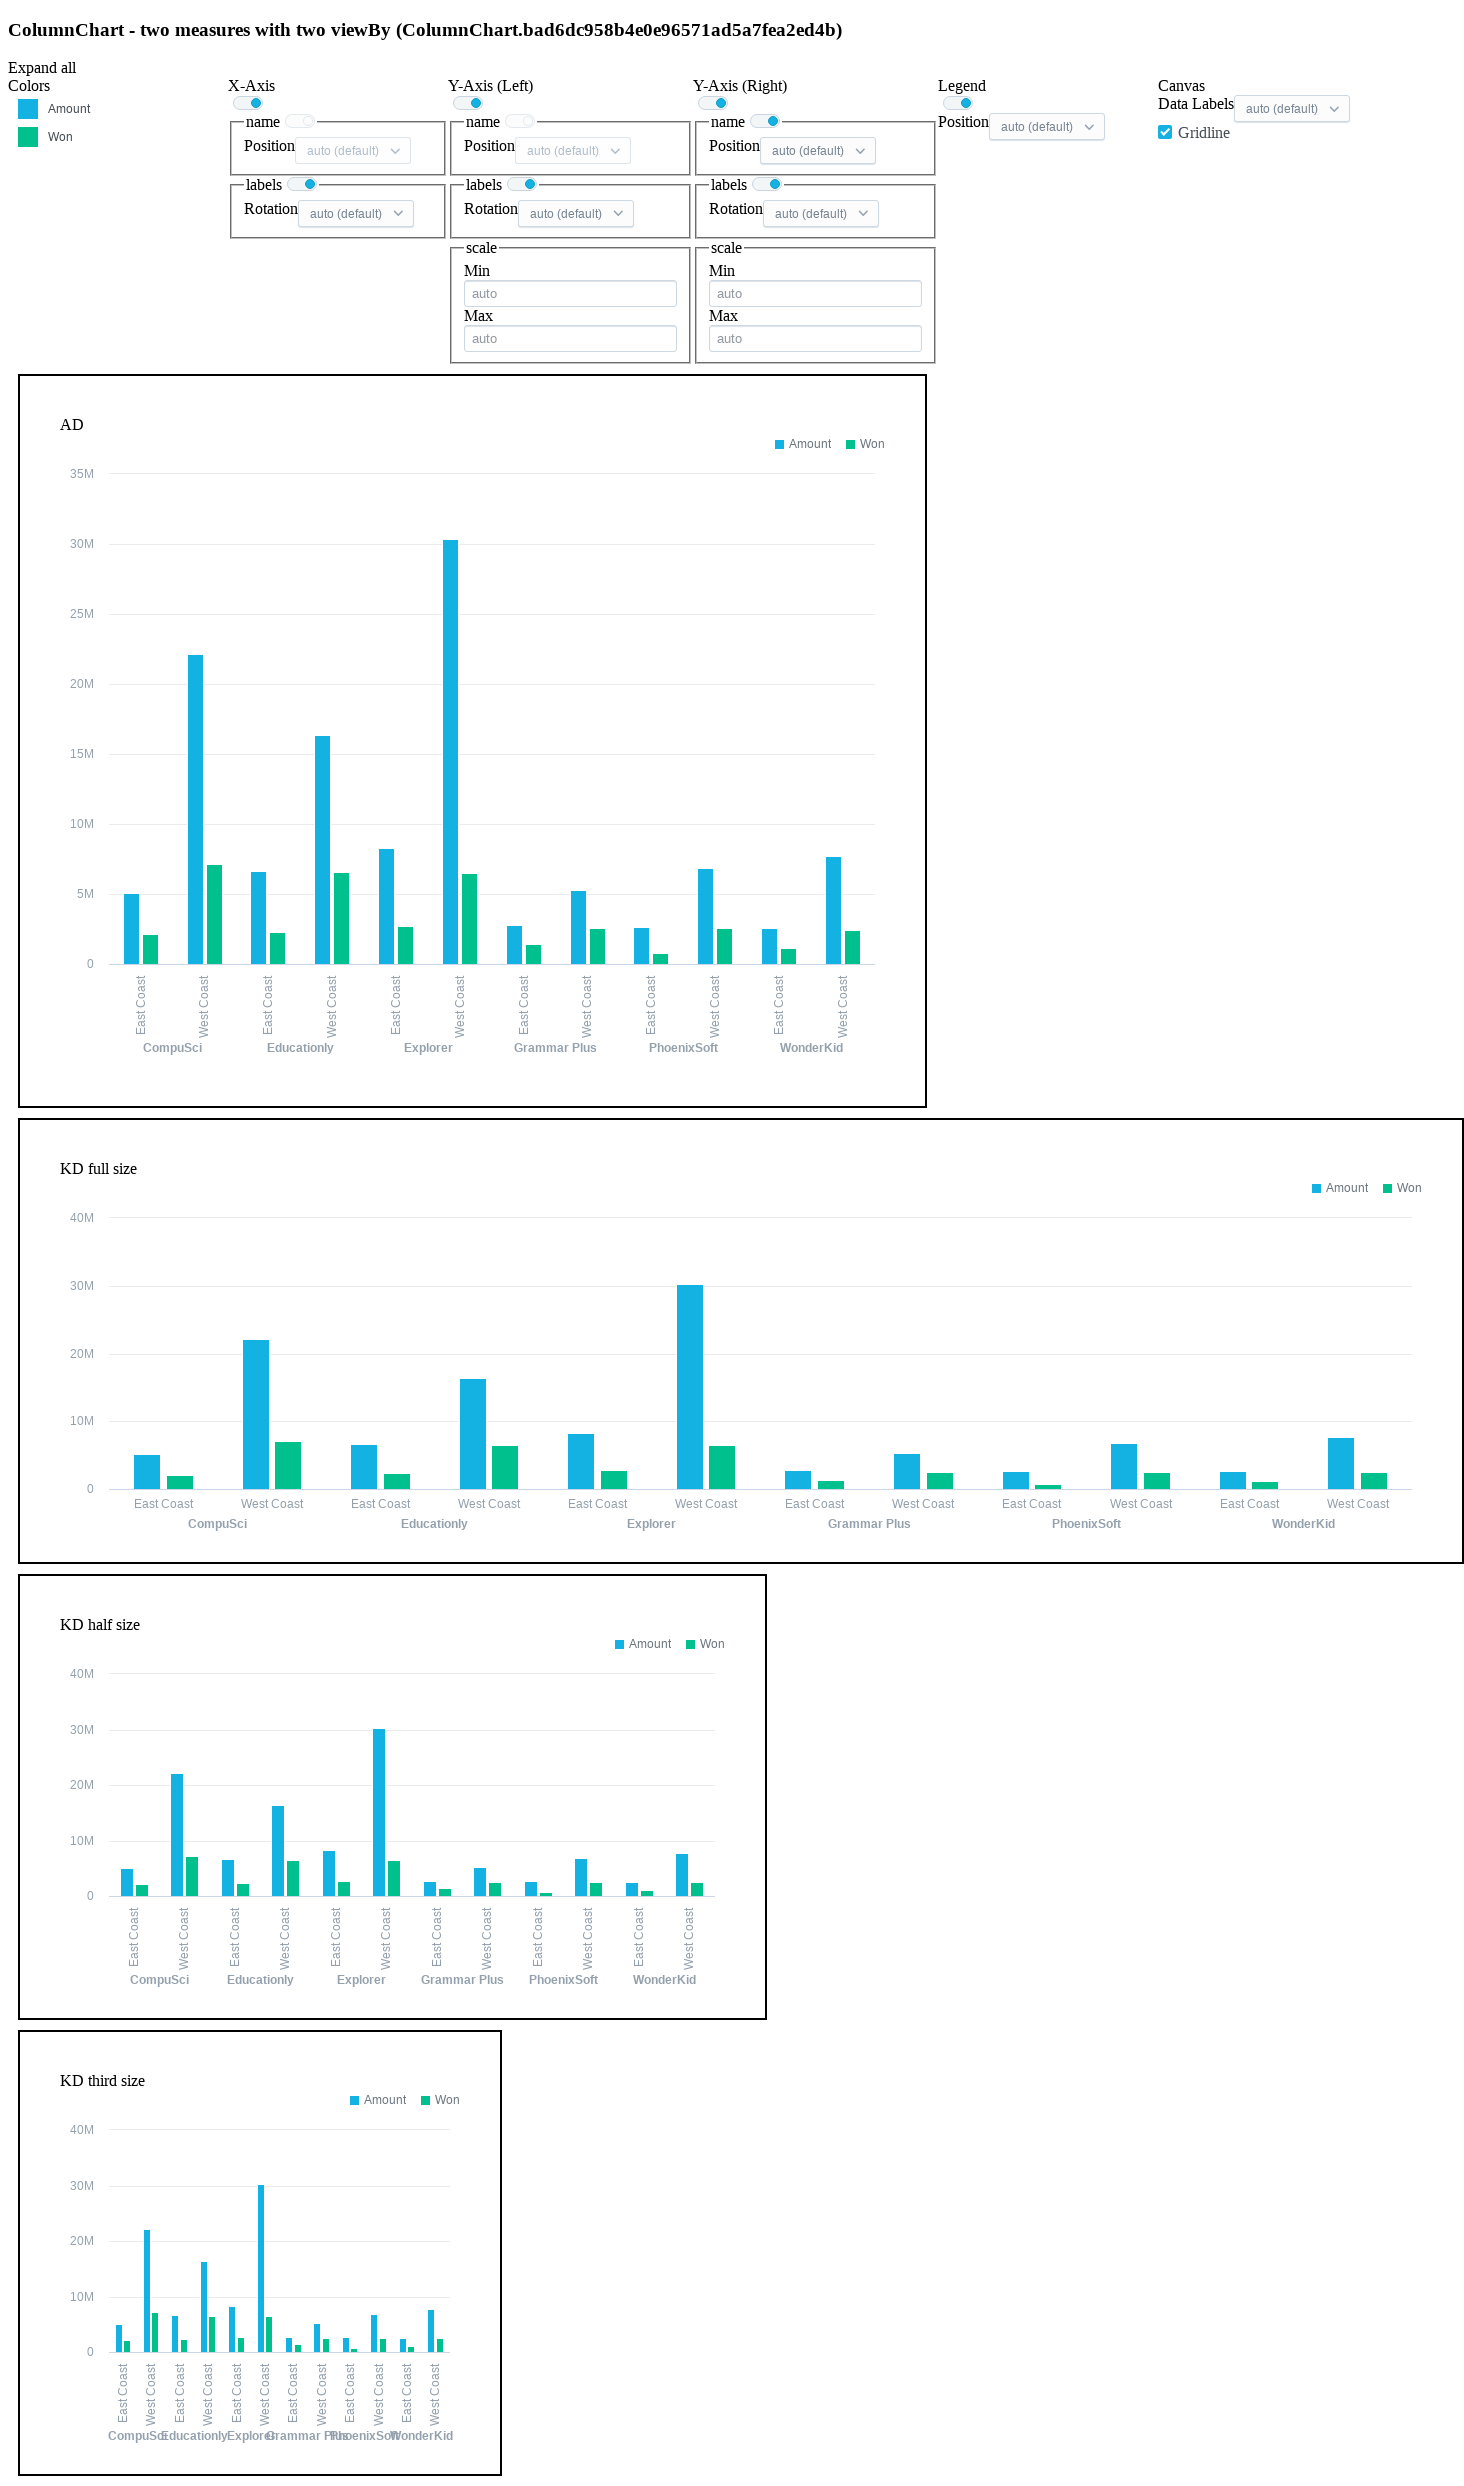 ColumnChart - two measures with two viewBy (ColumnChart.bad6dc958b4e0e96571ad5a7fea2ed4b)
Expand all
Colors
Amount
Won
X-Axis
name
Position auto (default)
labels
Rotation auto (default)
Y-Axis (Left)
name
Position auto (default)
labels
Rotation auto (default)
scale
Min
auto
Max
auto
Y-Axis (Right)
name
Position auto (default)
labels
Rotation auto (default)
scale
Min
auto
Max
auto
Legend
Position auto (default)
Canvas
Data Labels auto (default)
Gridline
AD
Amount Won
35M
30M
25M
20M
15M
10M
5M
0
East Coast West Coast East Coast West Coast East Coast West Coast East Coast West Coast East Coast West Coast East Coast West Coast
CompuSci Educationly Explorer Grammar Plus PhoenixSoft WonderKid
KD full size
Amount Won
40M
30M
20M
10M
0
East Coast West Coast East Coast West Coast East Coast West Coast East Coast West Coast East Coast West Coast East Coast West Coast
CompuSci Educationly Explorer Grammar Plus PhoenixSoft WonderKid
KD half size
Amount Won
40M
30M
20M
10M
0
East Coast West Coast East Coast West Coast East Coast West Coast East Coast West Coast East Coast West Coast East Coast West Coast
CompuSci Educationly Explorer Grammar Plus PhoenixSoft WonderKid
KD third size
Amount Won
40M
30M
20M
10M
0
East Coast West Coast East Coast West Coast East Coast West Coast East Coast West Coast East Coast West Coast East Coast West Coast
CompuSci Educationly Explorer Grammar Plus PhoenixSoft WonderKid